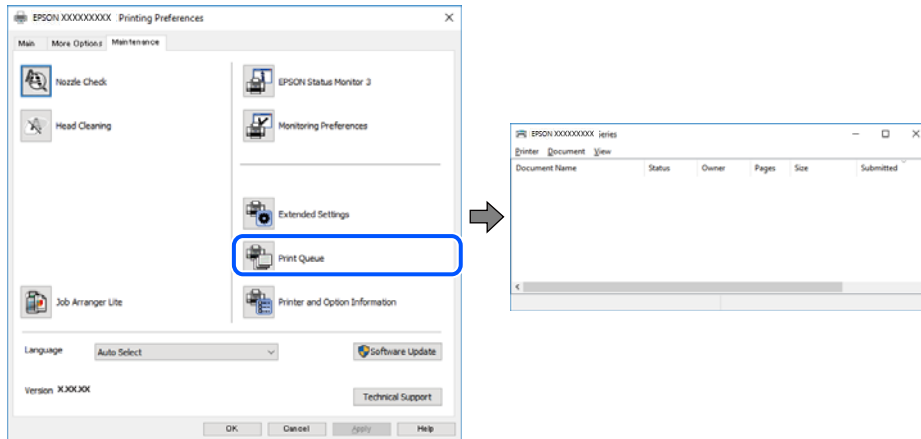 EPSON XXXXXXXXX Printing Preferences
Main More Options Maintenance
Nozzle Check
EPSON Status Monitor 3
Head Cleaning
Monitoring Preferences
Extended Settings
Print Queue
Job Arranger Lite
Printer and Option Information
Language Auto Select
Software Update
Version X.XX.XX
Technical Support
OK Cancel Apply Help
EPSON XXXXXXXXX ieries
Printer Document View
Document Name Status Owner Pages Size Submitted